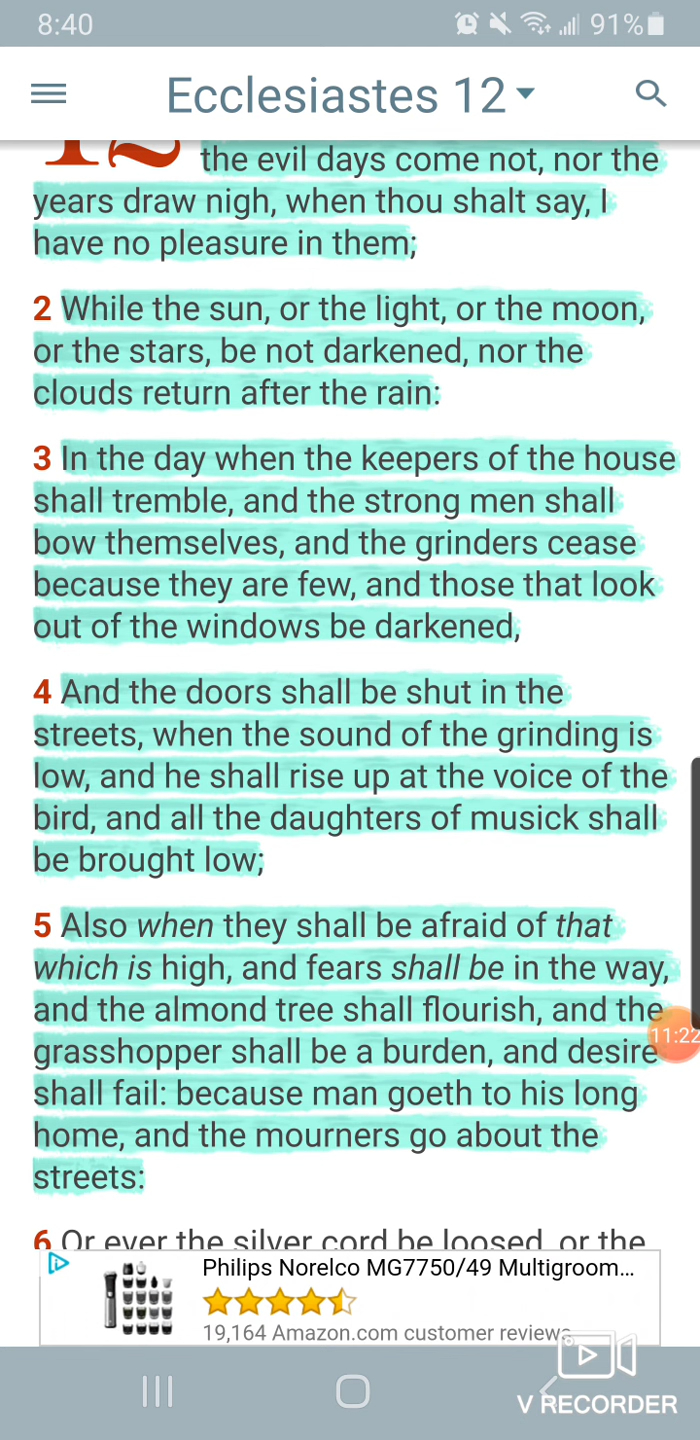 8:40 91%
Ecclesiastes 12
12 the evil days come not, nor the
years draw nigh, when thou shalt say, I
have no pleasure in them;
2 While the sun, or the light, or the moon,
or the stars, be not darkened, nor the
clouds return after the rain:
3 In the day when the keepers of the house
shall tremble, and the strong men shall
bow themselves, and the grinders cease
because they are few, and those that look
out of the windows be darkened,
4 And the doors shall be shut in the
streets, when the sound of the grinding is
low, and he shall rise up at the voice of the
bird, and all the daughters of musick shall
be brought low;
5 Also when they shall be afraid of that
which is high, and fears shall be in the way,
and the almond tree shall flourish, and the
11:22
grasshopper shall be a burden, and desire
shall fail: because man goeth to his long
home, and the mourners go about the
streets:
6 Or ever the silver cord be loosed, or the
Philips Norelco MG7750/49 Multigroom...
19,164 Amazon.com customer reviews
V RECORDER